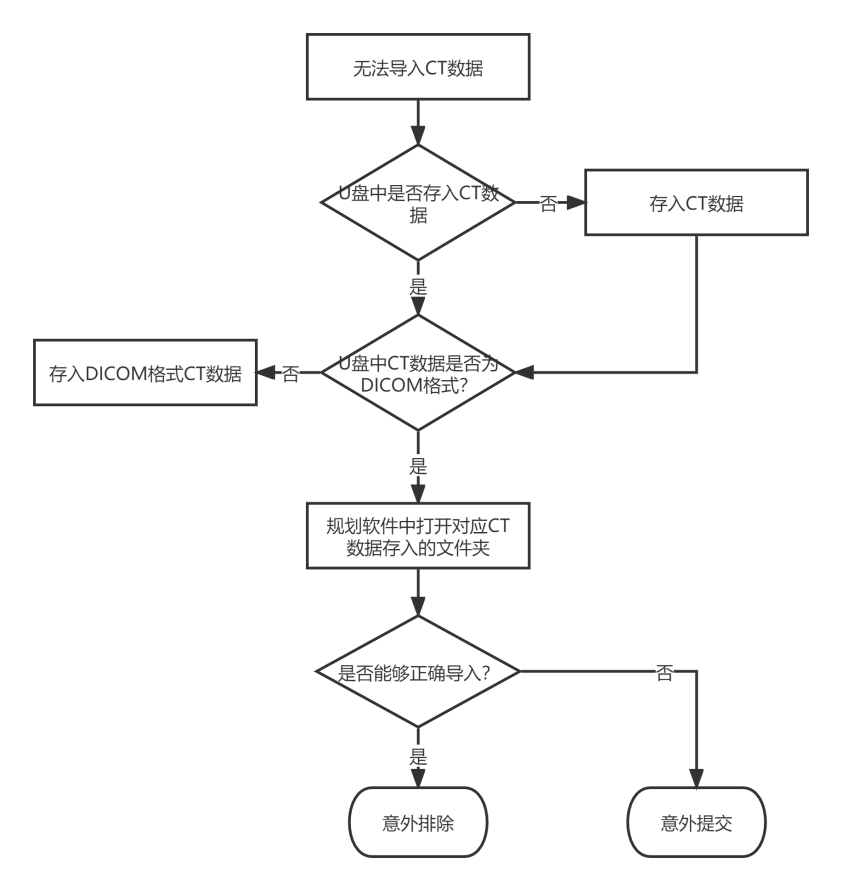 无法导入CT数据
U盘中是否存入CT数
据
否
存入CT数据
是
U盘中CT数据是否为
DICOM格式?
否
存入DICOM格式CT数据
是
规划软件中打开对应CT
数据存入的文件夹
是否能够正确导入?
否
是
意外排除
意外提交